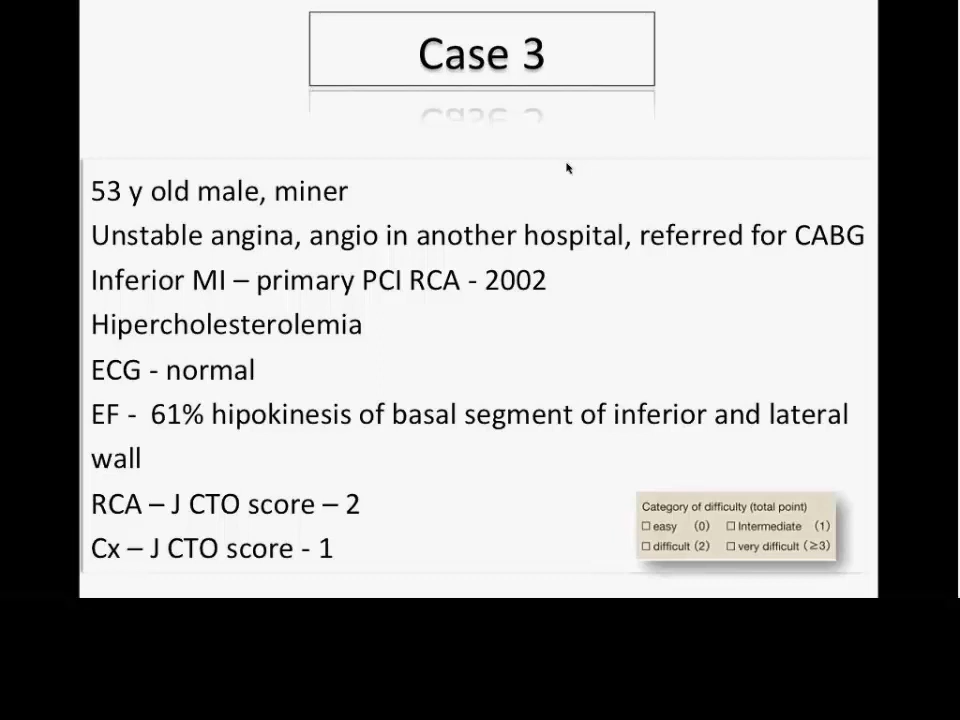 Case 3
53 y old male, miner
Unstable angina, angio in another hospital, referred for CABG
Inferior MI – primary PCI RCA - 2002
Hipercholesterolemia
ECG - normal
EF -  61% hipokinesis of basal segment of inferior and lateral
wall
RCA – J CTO score – 2
Cx – J CTO score - 1
Category of difficulty (total point)
☐ easy (0) ☐ Intermediate (1)
☐ difficult (2) ☐ very difficult (≥3)